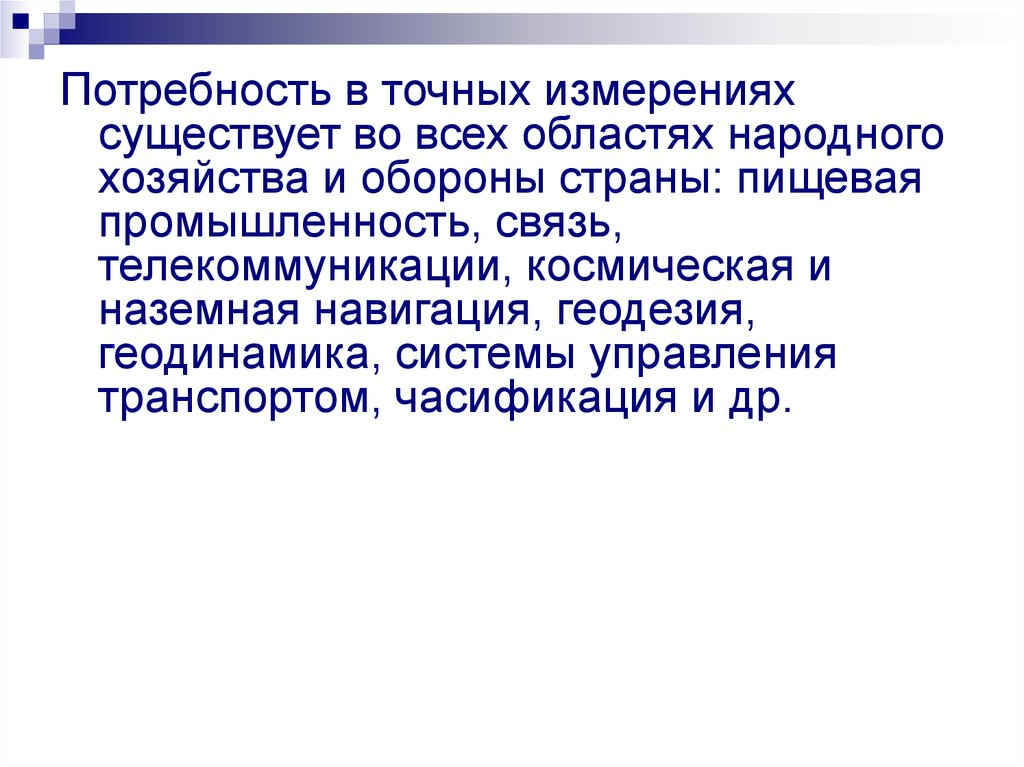 Потребность в точных измерениях
существует во всех областях народного
хозяйства и обороны страны: пищевая
промышленность, связь,
телекоммуникации, космическая и
наземная навигация, геодезия,
геодинамика, системы управления
транспортом, часификация и др.